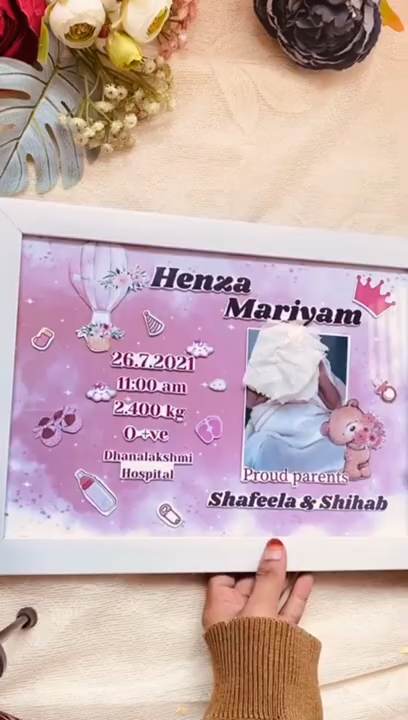 Henza
Mariyam
26.7.2021
11:00 am
2.400 kg
O+ve
Dhanalakshmi
Hospital
Proud parents
Shafeela & Shihab